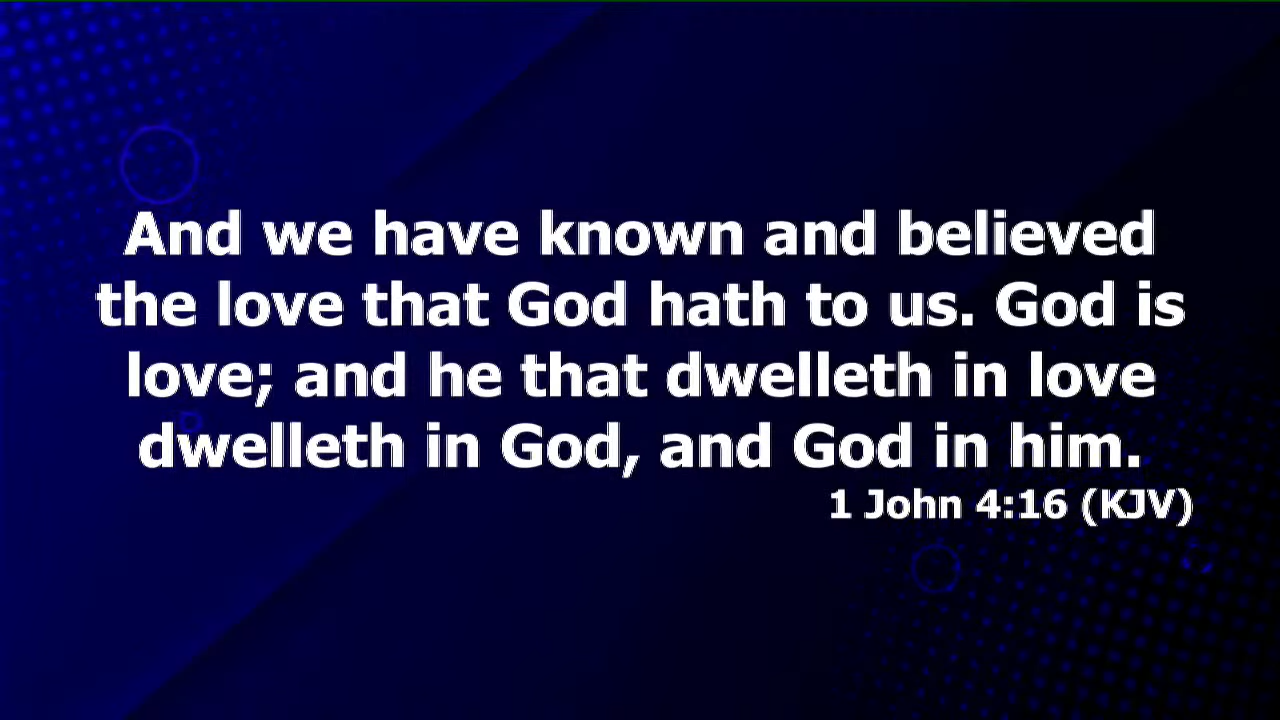 And we have known and believed
the love that God hath to us. God is
love; and he that dwelleth in love
dwelleth in God, and God in him.
1 John 4:16 (KJV)